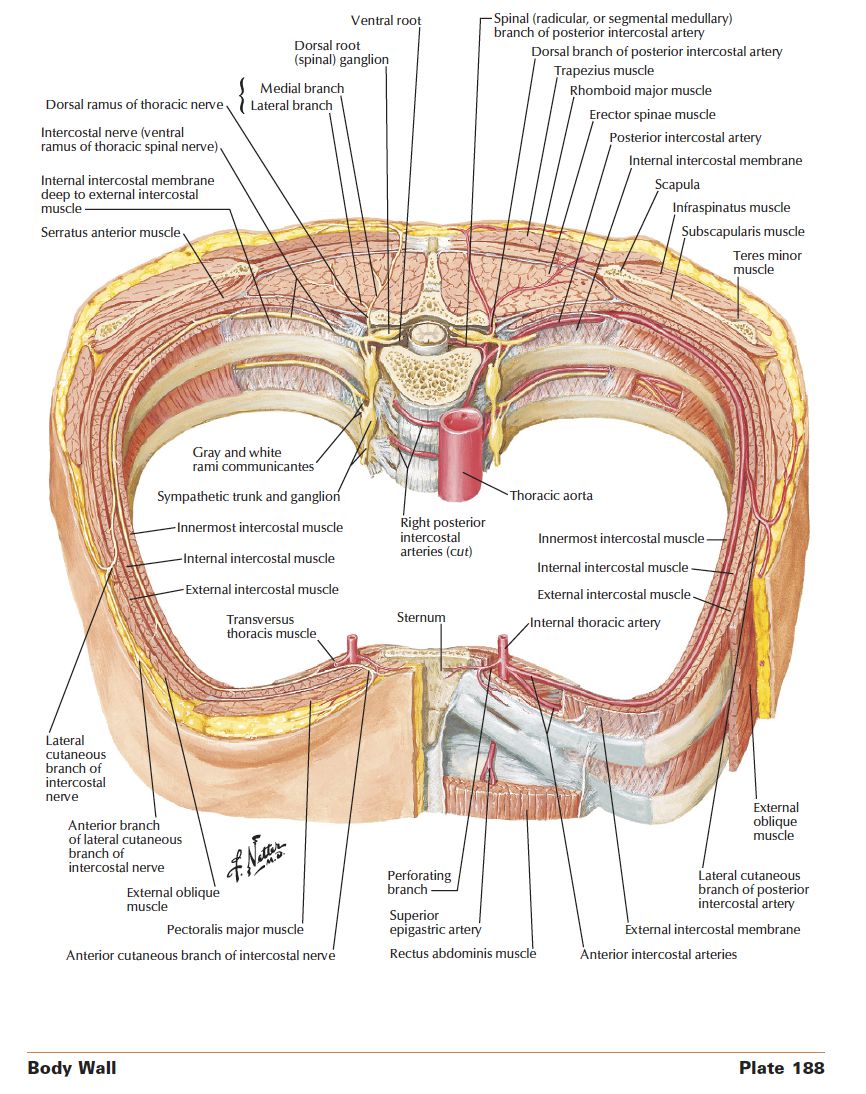 Ventral root
Spinal (radicular, or segmental medullary)
branch of posterior intercostal artery
Dorsal root
(spinal) ganglion
Dorsal branch of posterior intercostal artery
Trapezius muscle
Medial branch
Lateral branch
Dorsal ramus of thoracic nerve
Rhomboid major muscle
Erector spinae muscle
Intercostal nerve (ventral
ramus of thoracic spinal nerve)
Posterior intercostal artery
Internal intercostal membrane
Internal intercostal membrane
deep to external intercostal
muscle
Scapula
Infraspinatus muscle
Serratus anterior muscle
Subscapularis muscle
Teres minor
muscle
Gray and white
rami communicantes
Sympathetic trunk and ganglion
Thoracic aorta
Right posterior
intercostal
arteries (cut)
Innermost intercostal muscle
Internal intercostal muscle
External intercostal muscle
Innermost intercostal muscle
Internal intercostal muscle
External intercostal muscle
Transversus
thoracis muscle
Sternum
Internal thoracic artery
Lateral
cutaneous
branch of
intercostal
nerve
Anterior branch
of lateral cutaneous
branch of
intercostal nerve
External oblique
muscle
Pectoralis major muscle
Anterior cutaneous branch of intercostal nerve
F. Netter
M.D.
Perforating
branch
Superior
epigastric artery
Rectus abdominis muscle
External
oblique
muscle
Lateral cutaneous
branch of posterior
intercostal artery
External intercostal membrane
Anterior intercostal arteries
Body Wall
Plate 188